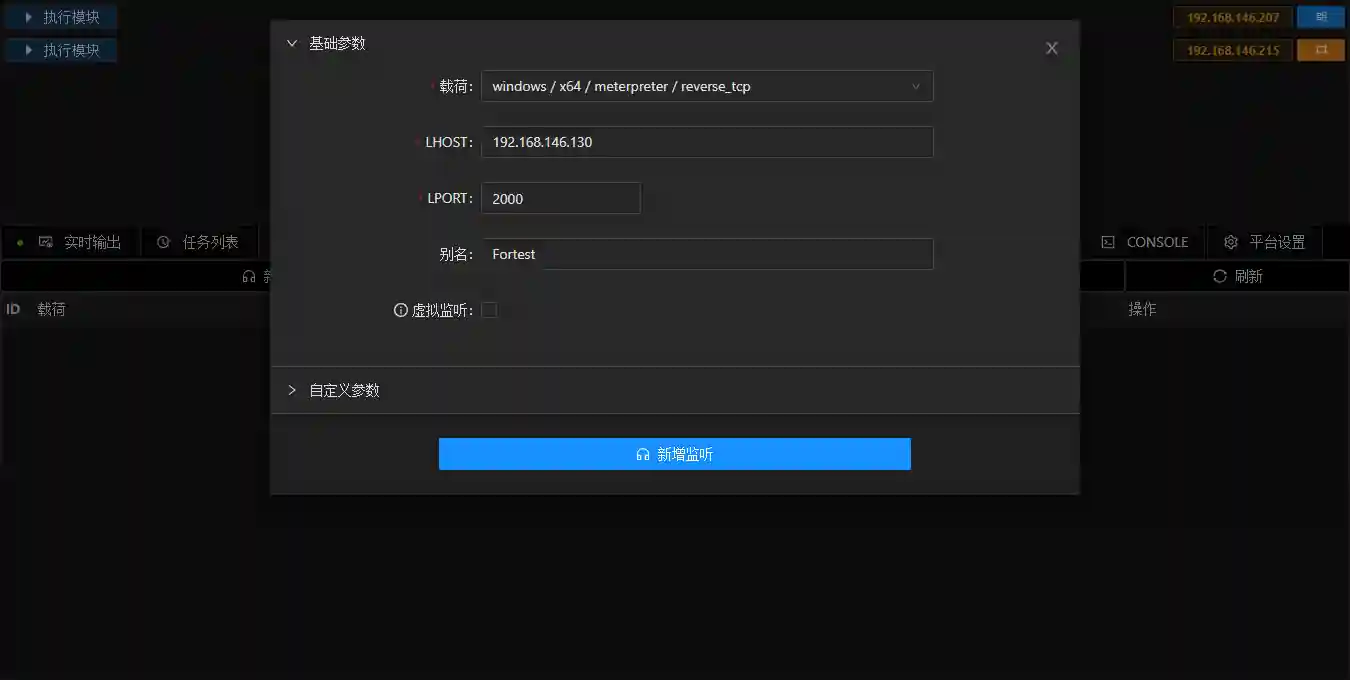 执行模块
192.168.146.207
执行模块
192.168.146.215
基础参数
X
* 载荷: windows / x64 / meterpreter / reverse_tcp
* LHOST: 192.168.146.130
* LPORT: 2000
别名: Fortest
虚拟监听:
自定义参数
新增监听
实时输出 任务列表 CONSOLE 平台设置
刷新
ID 载荷 操作